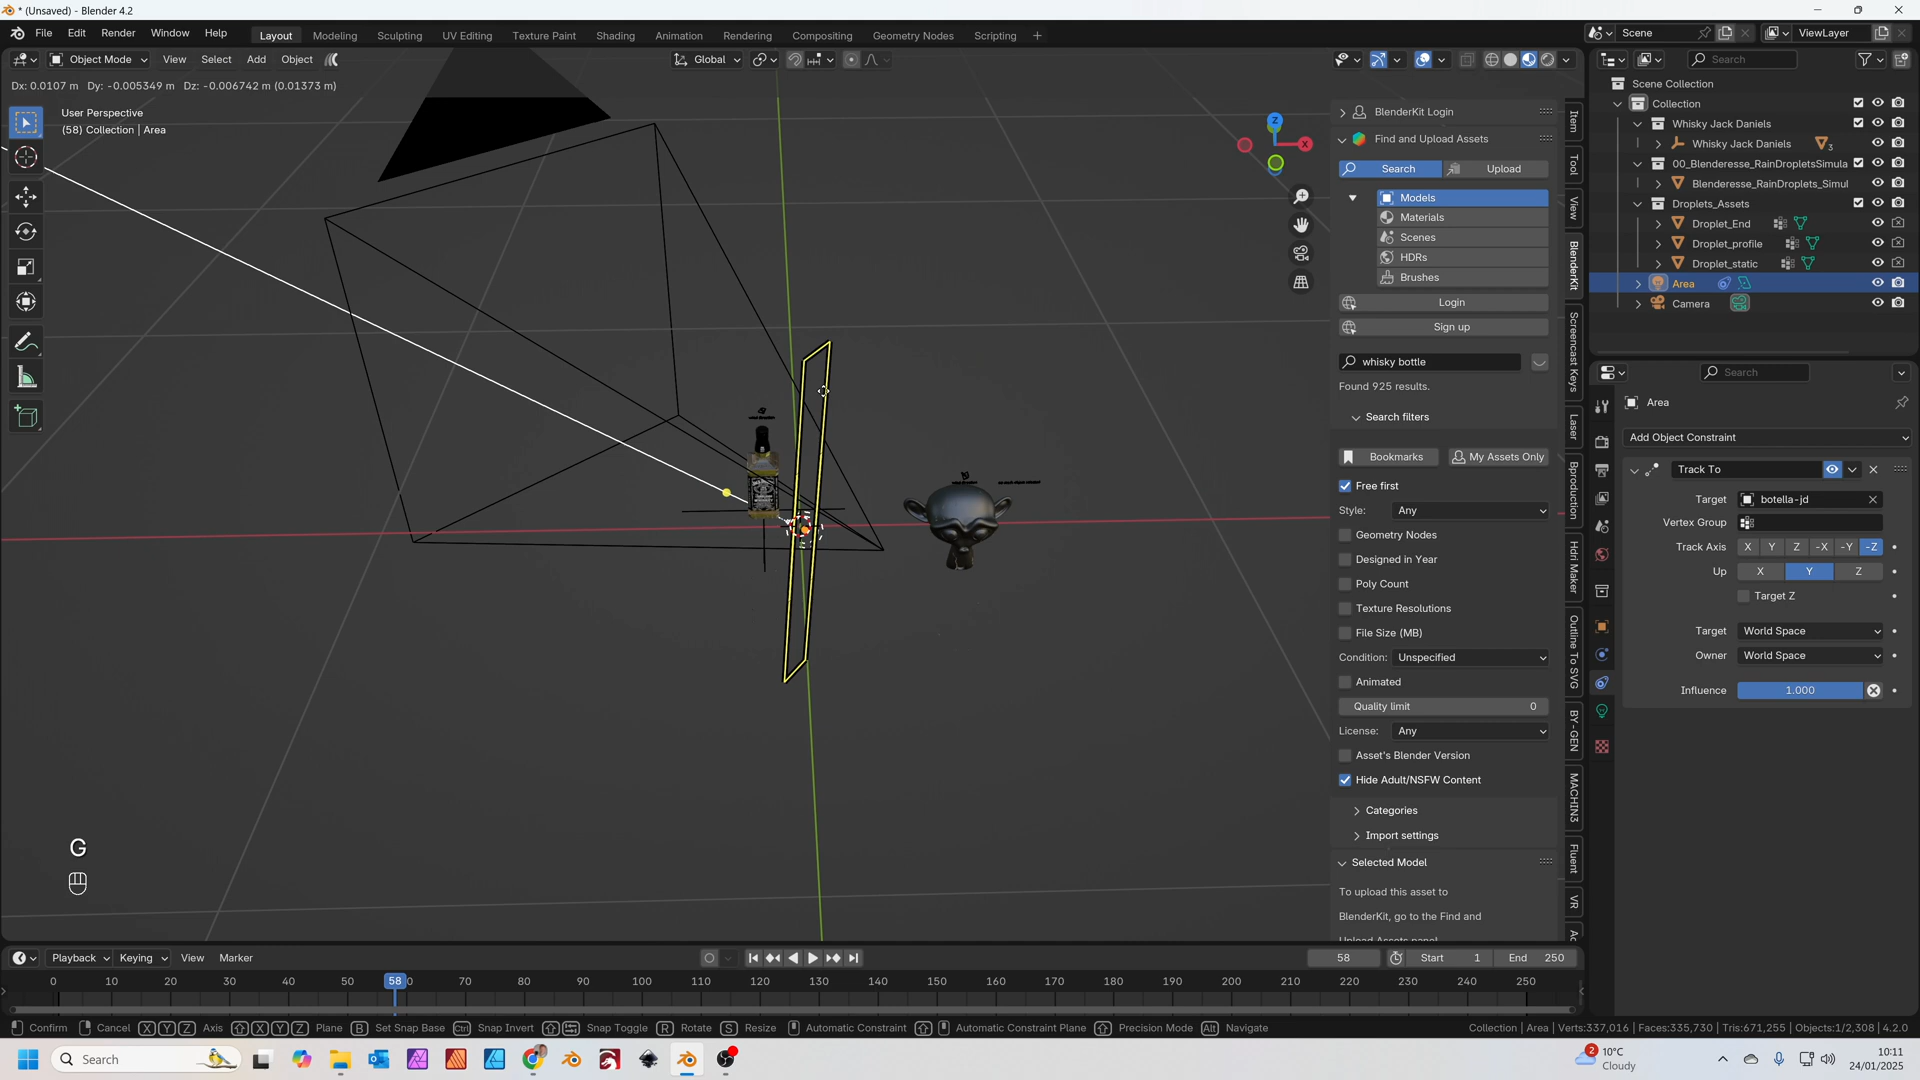 * (Unsaved) - Blender 4.2
File Edit Render Window Help
Layout Modeling Sculpting UV Editing Texture Paint Shading Animation Rendering Compositing Geometry Nodes Scripting +
Scene
ViewLayer
Object Mode View Select Add Object
Global
Search
Dx: 0.0107 m Dy: -0.005349 m Dz: -0.006742 m (0.01373 m)
User Perspective
(58) Collection | Area
Z
X
G
BlenderKit Login
Find and Upload Assets
Search Upload
Models
Materials
Scenes
HDRs
Brushes
Login
Sign up
whisky bottle
Found 925 results.
Search filters
Bookmarks My Assets Only
Free first
Style: Any
Geometry Nodes
Designed in Year
Poly Count
Texture Resolutions
File Size (MB)
Condition: Unspecified
Animated
Quality limit 0
License: Any
Asset's Blender Version
Hide Adult/NSFW Content
Categories
Import settings
Selected Model
To upload this asset to
BlenderKit, go to the Find and
Upload Assets panel
Item
Tool
View
BlenderKit
Screencast Keys
Laser
Bproduction
Hdri Maker
Outline To SVG
BY-GEN
MACHIN3
Fluent
VR
Scene Collection
Collection
Whisky Jack Daniels
Whisky Jack Daniels 3
00_Blenderesse_RainDropletsSimula
Blenderesse_RainDroplets_Simul
Droplets_Assets
Droplet_End
Droplet_profile
Droplet_static
Area
Camera
Search
Area
Add Object Constraint
Track To
Target botella-jd
Vertex Group
Track Axis X Y Z -X -Y -Z
Up X Y Z
Target Z
Target World Space
Owner World Space
Influence 1.000
Playback Keying View Marker
58 Start 1 End 250
0 10 20 30 40 50 58 0 70 80 90 100 110 120 130 140 150 160 170 180 190 200 210 220 230 240 250
Confirm Cancel X Y Z Axis X Y Z Plane B Set Snap Base Ctrl Snap Invert Snap Toggle R Rotate S Resize Automatic Constraint Automatic Constraint Plane Precision Mode Alt Navigate
Collection | Area | Verts:337,016 | Faces:335,730 | Tris:671,255 | Objects:1/2,308 | 4.2.0
Search
2
10°C
Cloudy
10:11
24/01/2025